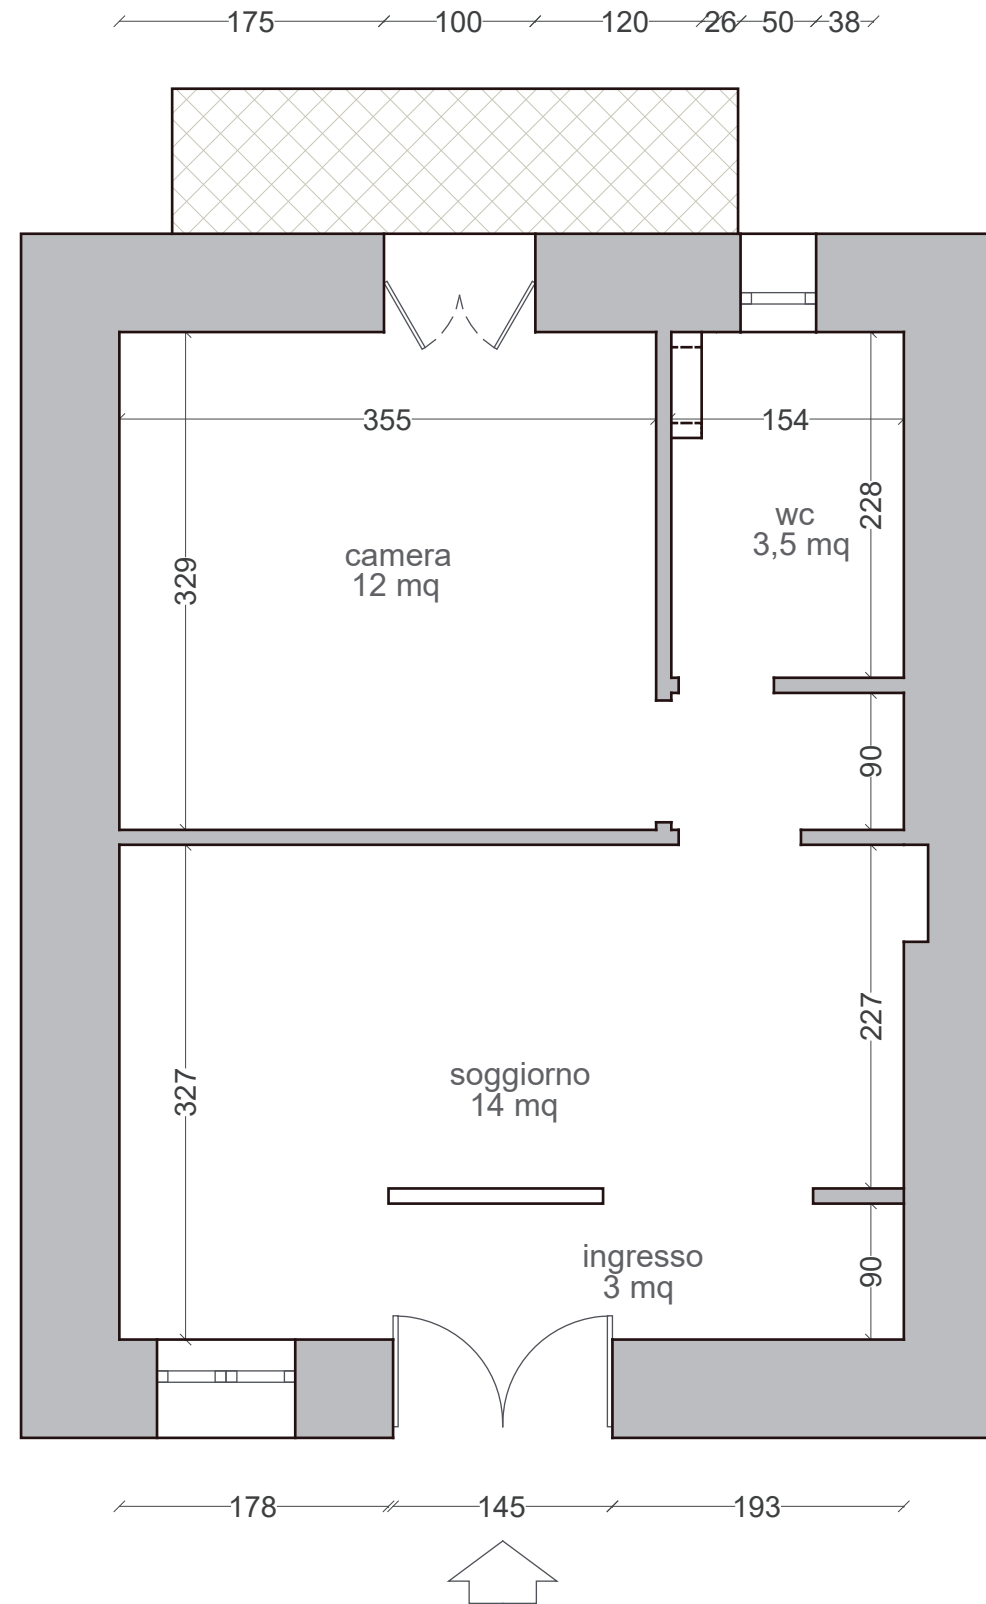 175 100 120 26 50 38
355 154
228
wc
3,5 mq
camera
12 mq
329
90
227
soggiorno
14 mq
327
ingresso
3 mq
90
178 145 193